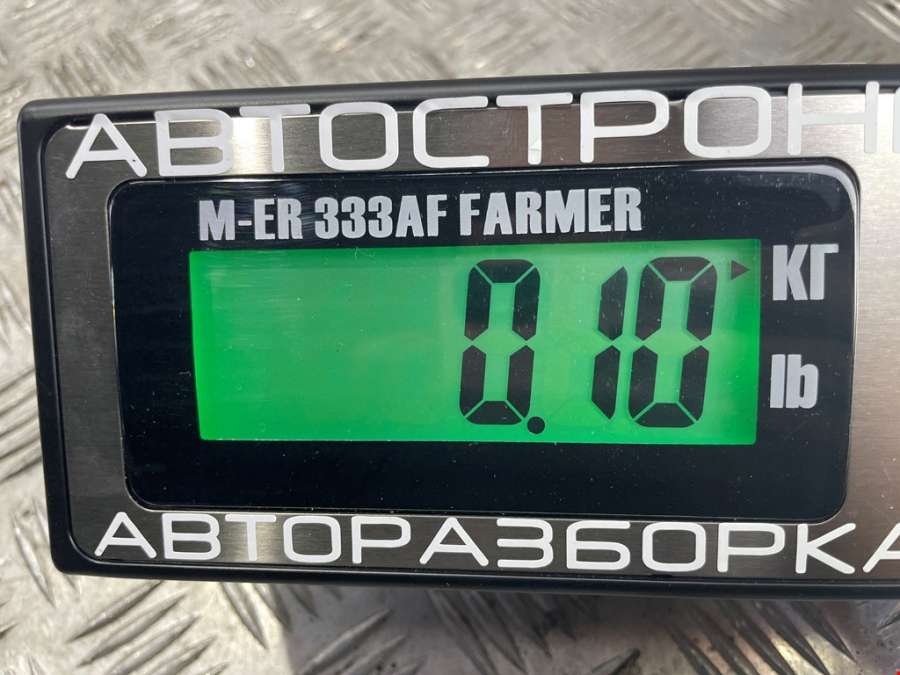 АВТОСТРОН
M-ER 333AF FARMER
0.10
КГ
lb
АВТОРАЗБОРКА